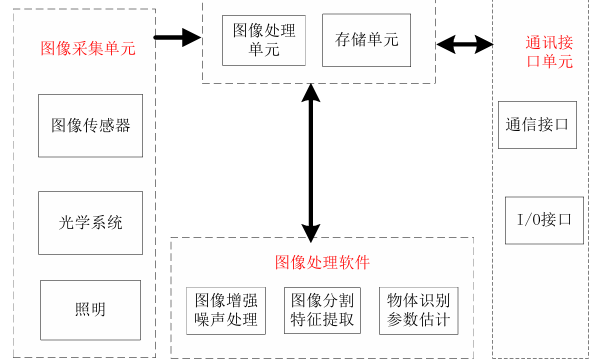 图像采集单元
图像传感器
光学系统
照明
图像处理
单元
存储单元
通讯接
口单元
通信接口
I/O接口
图像处理软件
图像增强
噪声处理
图像分割
特征提取
物体识别
参数估计